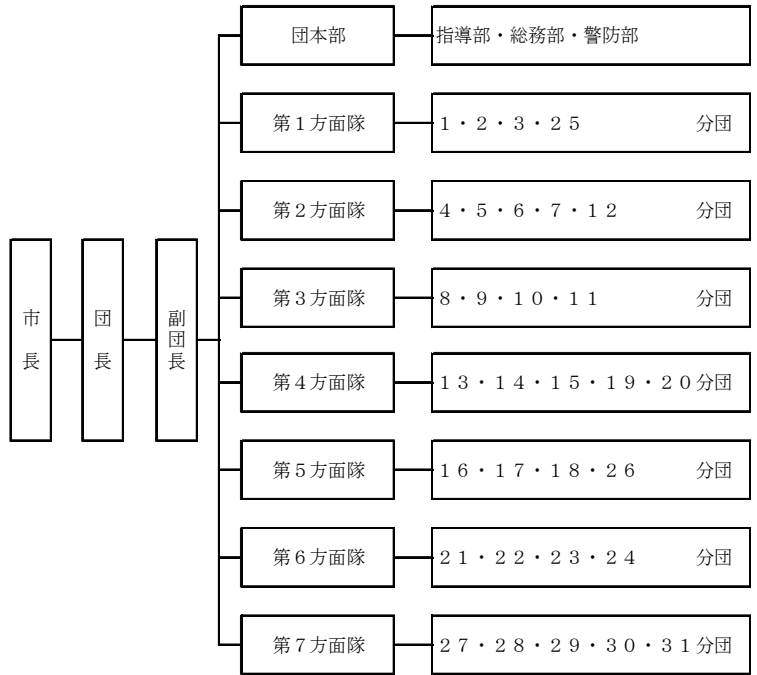 市長
団長
副団長
団本部
指導部・総務部・警防部
第1方面隊
1・2・3・25 分団
第2方面隊
4・5・6・7・12 分団
第3方面隊
8・9・10・11 分団
第4方面隊
13・14・15・19・20分団
第5方面隊
16・17・18・26 分団
第6方面隊
21・22・23・24 分団
第7方面隊
27・28・29・30・31分団